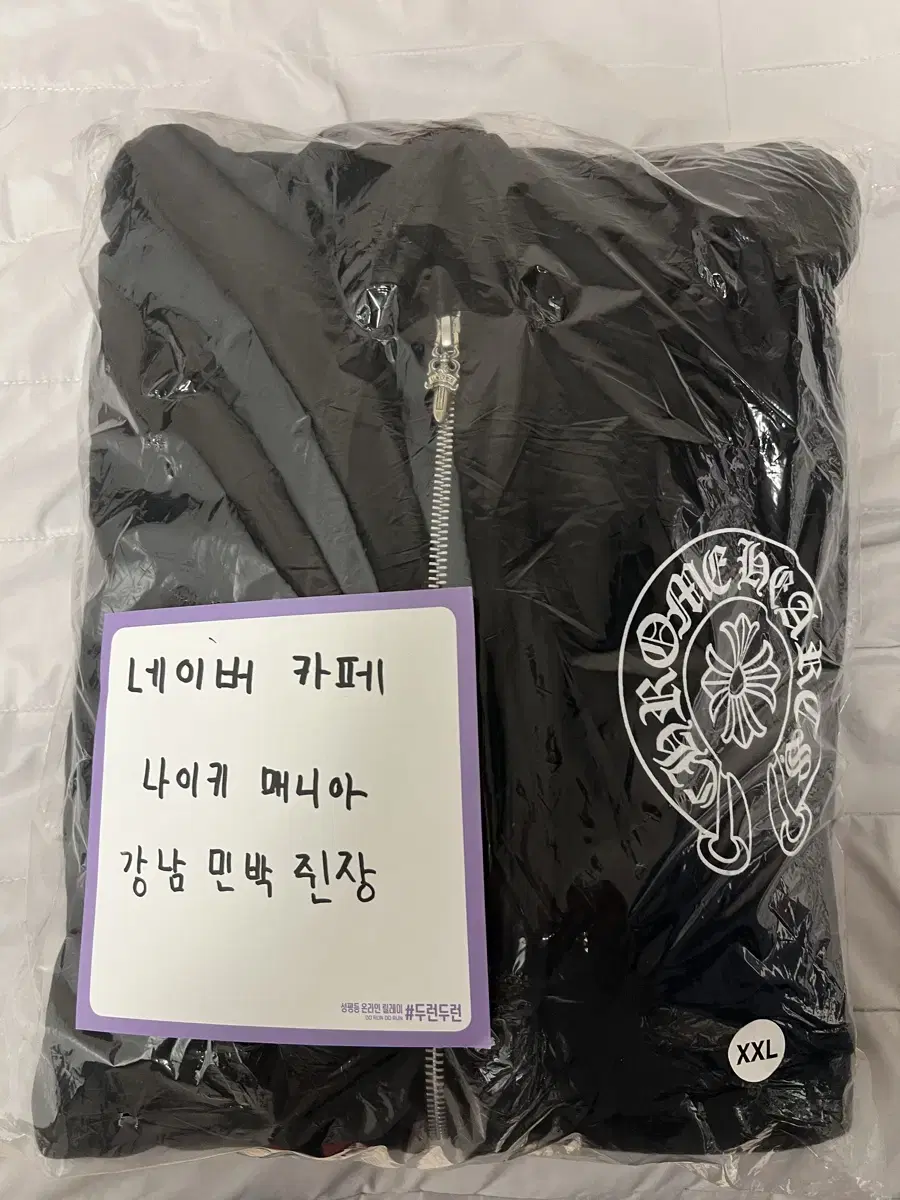 네이버 카페
나이키 매니아
강남 민박 쥔장
성평등 온라인 릴레이 #두런두런
DO RUN DO RUN
CHROME HEARTS
XXL